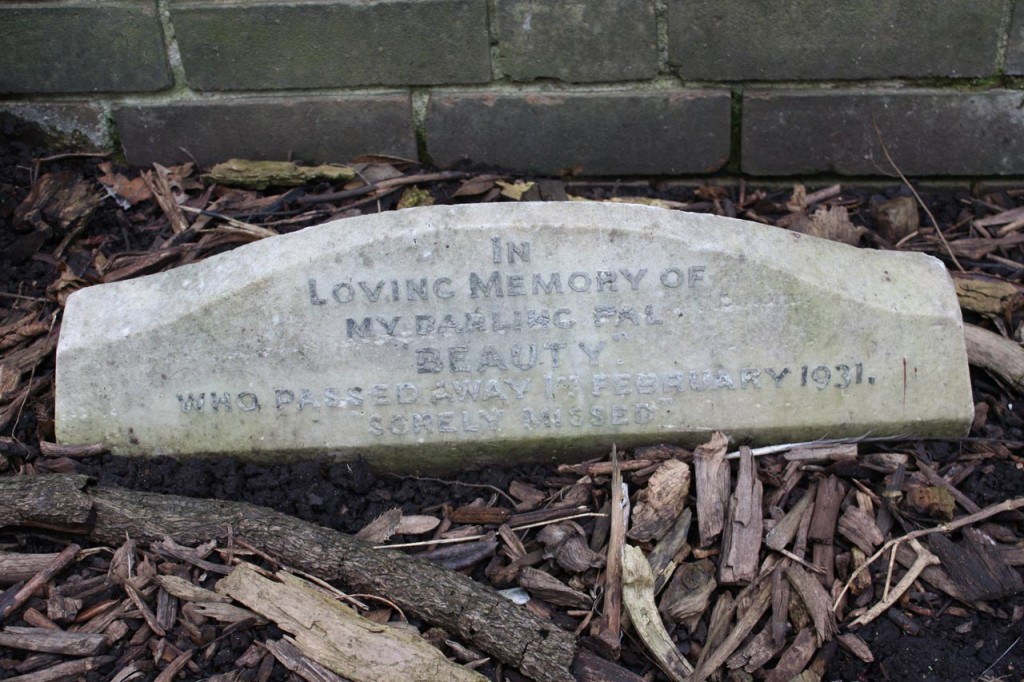 IN
LOVING MEMORY OF
MY DARLING PAL
"BEAUTY"
WHO PASSED AWAY FEBRUARY 1931.
SORELY MISSED